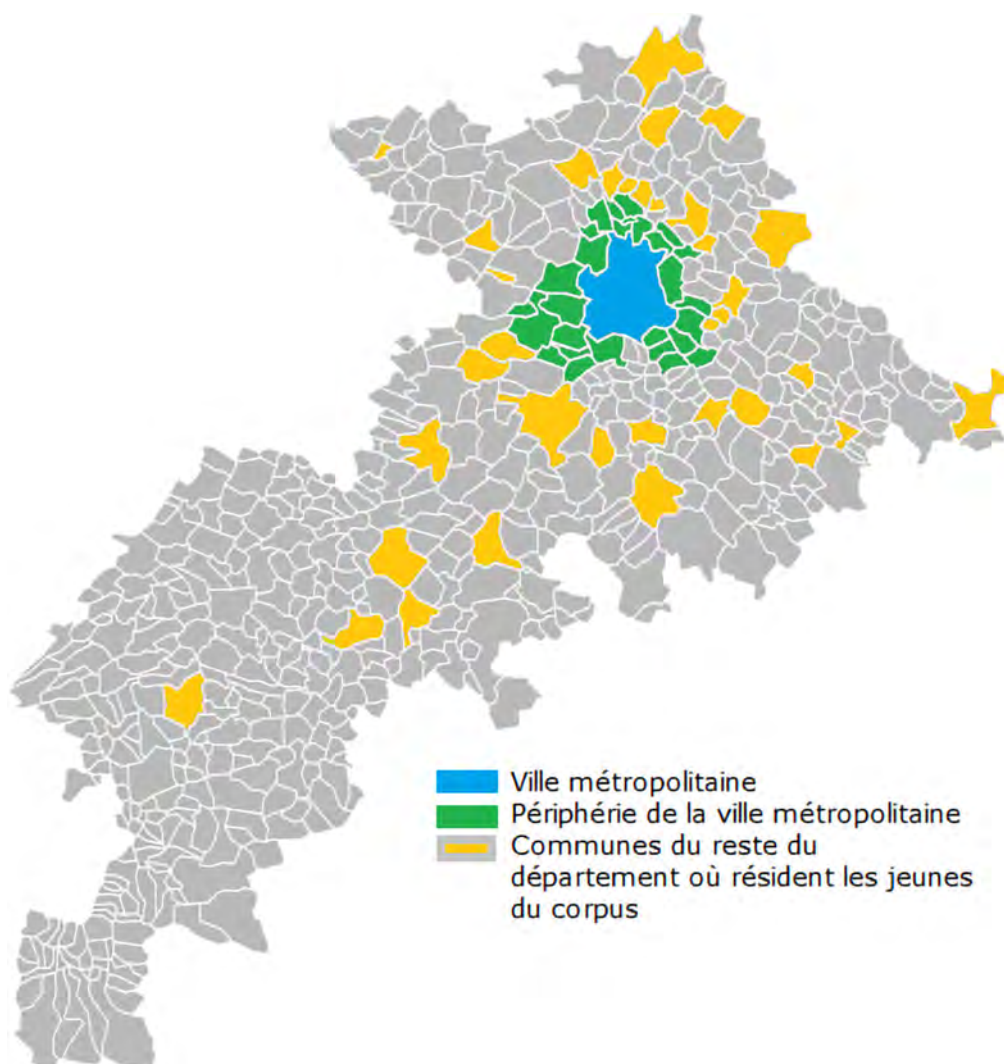 Ville métropolitaine
Périphérie de la ville métropolitaine
Communes du reste du
département où résident les jeunes
du corpus